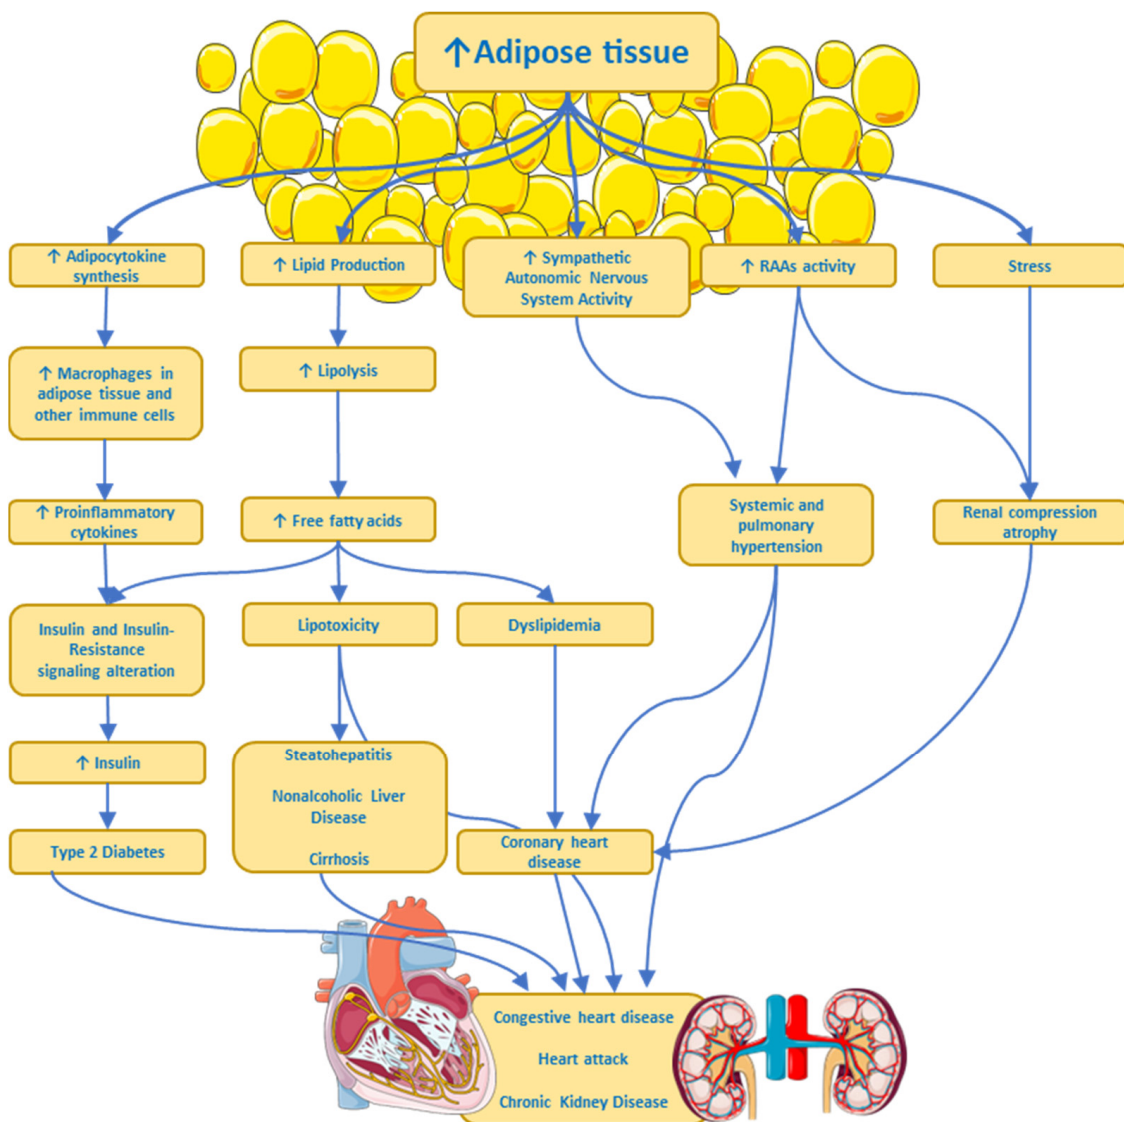 ↑Adipose tissue
↑ Adipocytokine
synthesis
↑ Lipid Production
↑ Sympathetic
Autonomic Nervous
System Activity
↑ RAAs activity
Stress
↑ Macrophages in
adipose tissue and
other immune cells
↑ Lipolysis
↑ Proinflammatory
cytokines
↑ Free fatty acids
Systemic and
pulmonary
hypertension
Renal compression
atrophy
Insulin and Insulin-
Resistance
signaling alteration
Lipotoxicity
Dyslipidemia
↑ Insulin
Steatohepatitis
Nonalcoholic Liver
Disease
Cirrhosis
Type 2 Diabetes
Coronary heart
disease
Congestive heart disease
Heart attack
Chronic Kidney Disease